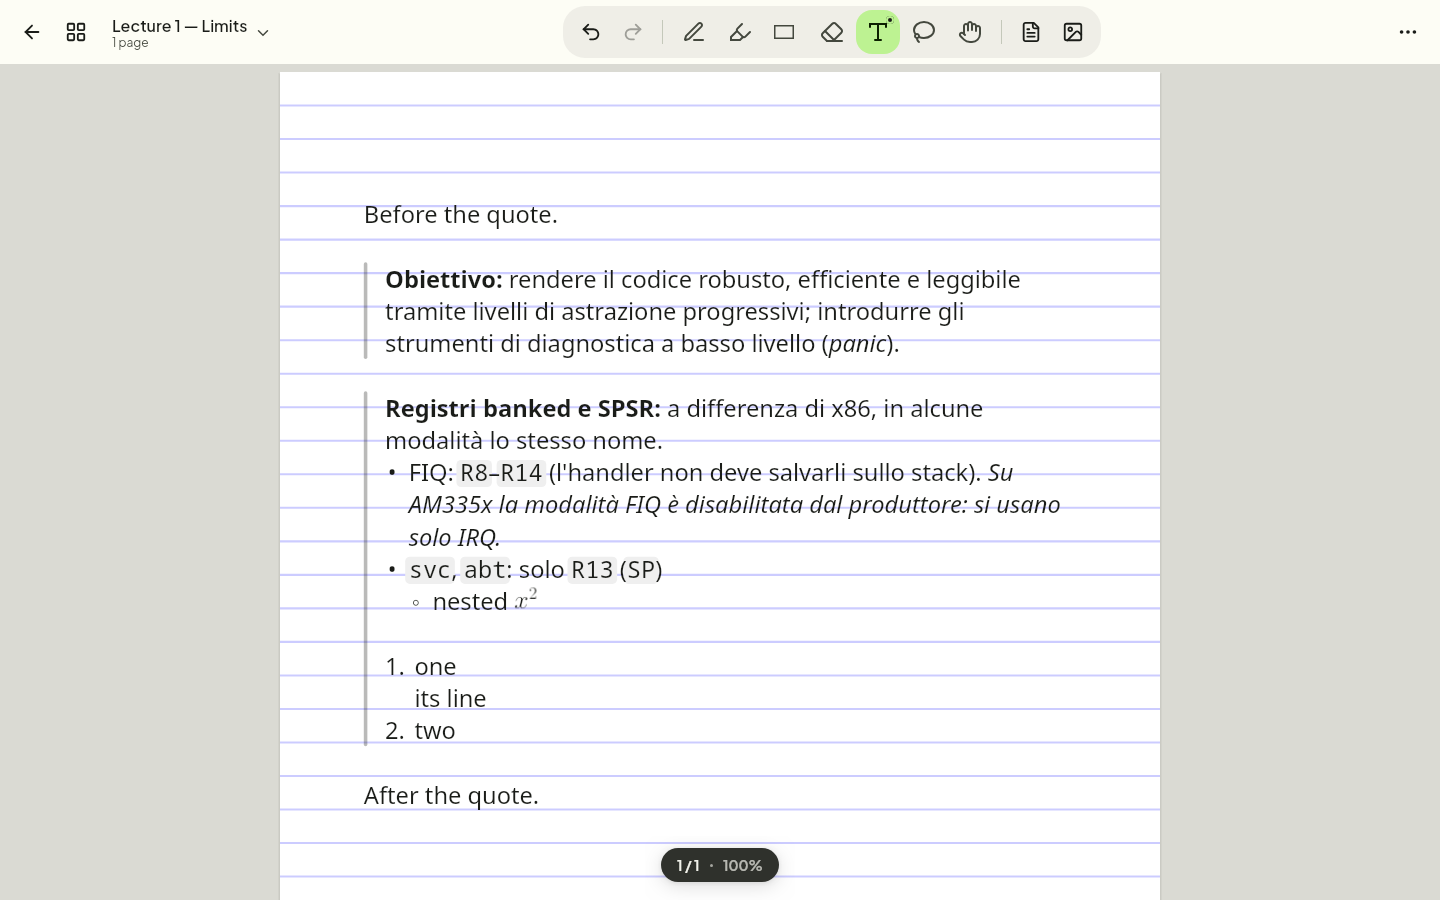 Lecture 1 — Limits
1 page
Before the quote.
Obiettivo: rendere il codice robusto, efficiente e leggibile
tramite livelli di astrazione progressivi; introdurre gli
strumenti di diagnostica a basso livello (panic).
Registri banked e SPSR: a differenza di x86, in alcune
modalità lo stesso nome.
• FIQ: R8–R14 (l'handler non deve salvarli sullo stack). Su
AM335x la modalità FIQ è disabilitata dal produttore: si usano
solo IRQ.
• svc, abt: solo R13 (SP)
◦ nested x²
1. one
its line
2. two
After the quote.
1 / 1 · 100%